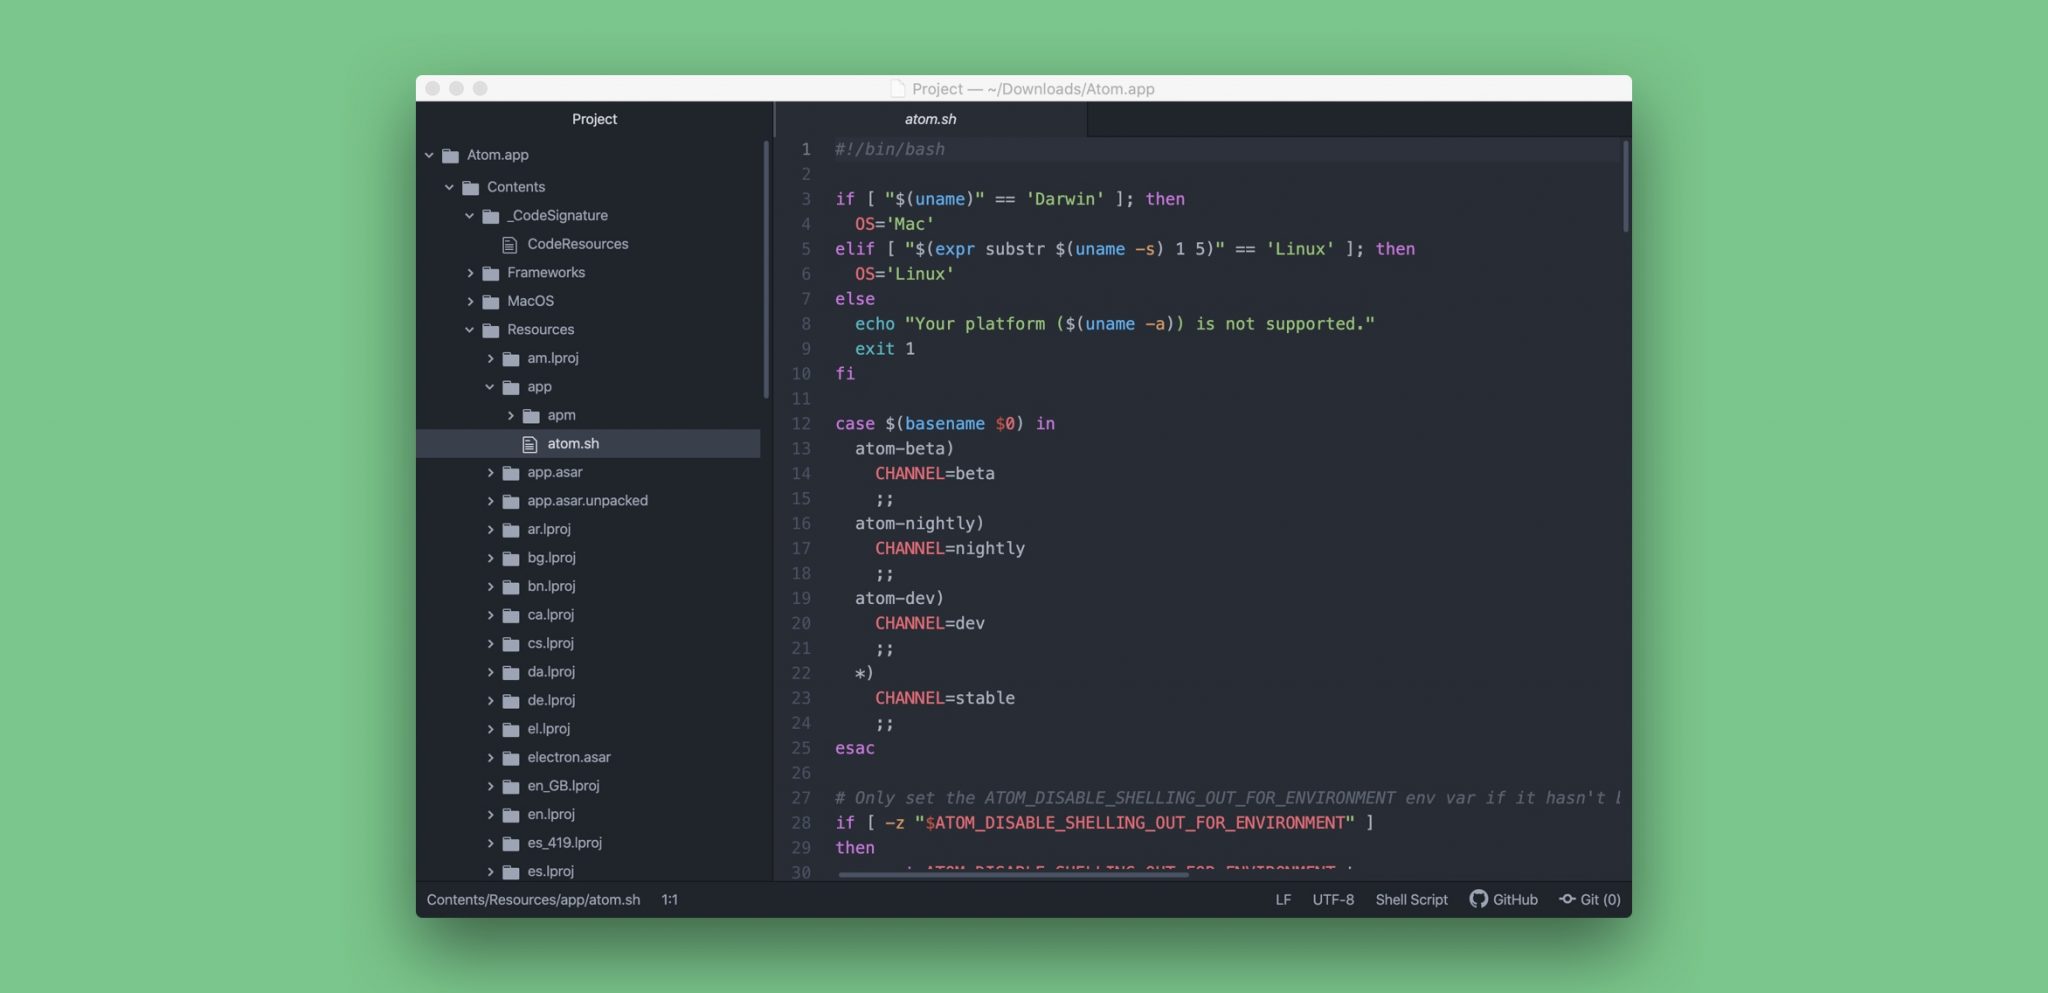 Project — ~/Downloads/Atom.app
Project
Atom.app
Contents
_CodeSignature
CodeResources
Frameworks
MacOS
Resources
am.lproj
app
apm
atom.sh
app.asar
app.asar.unpacked
ar.lproj
bg.lproj
bn.lproj
ca.lproj
cs.lproj
da.lproj
de.lproj
el.lproj
electron.asar
en_GB.lproj
en.lproj
es_419.lproj
es.lproj
atom.sh
1 #!/bin/bash
2
3 if [ "$(uname)" == 'Darwin' ]; then
4   OS='Mac'
5 elif [ "$(expr substr $(uname -s) 1 5)" == 'Linux' ]; then
6   OS='Linux'
7 else
8   echo "Your platform ($(uname -a)) is not supported."
9   exit 1
10 fi
11
12 case $(basename $0) in
13   atom-beta)
14     CHANNEL=beta
15     ;;
16   atom-nightly)
17     CHANNEL=nightly
18     ;;
19   atom-dev)
20     CHANNEL=dev
21     ;;
22   *)
23     CHANNEL=stable
24     ;;
25 esac
26
27 # Only set the ATOM_DISABLE_SHELLING_OUT_FOR_ENVIRONMENT env var if it hasn't
28 if [ -z "$ATOM_DISABLE_SHELLING_OUT_FOR_ENVIRONMENT" ]
29 then
30
Contents/Resources/app/atom.sh 1:1 LF UTF-8 Shell Script GitHub Git (0)